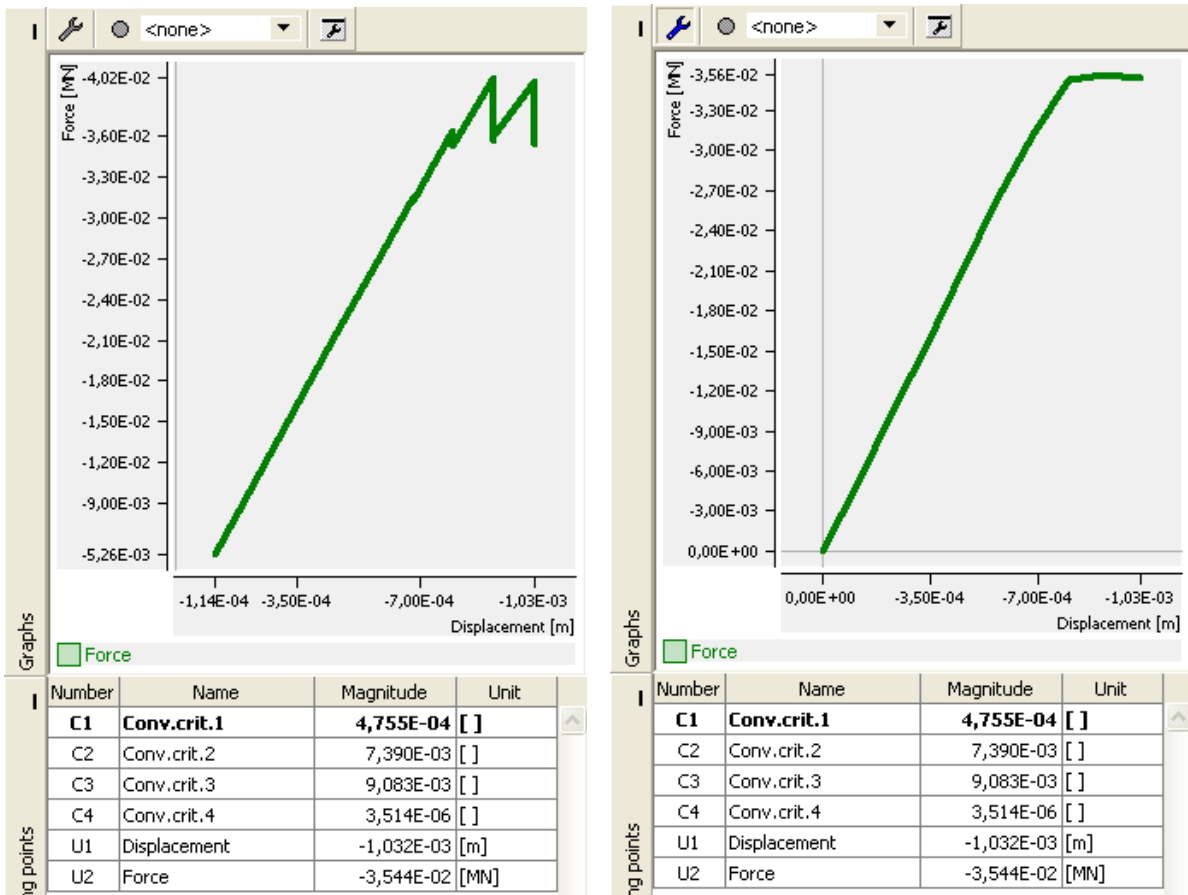 <none>
Force [MN]
-4,02E-02
-3,60E-02
-3,30E-02
-3,00E-02
-2,70E-02
-2,40E-02
-2,10E-02
-1,80E-02
-1,50E-02
-1,20E-02
-9,00E-03
-5,26E-03
-1,14E-04 -3,50E-04 -7,00E-04 -1,03E-03
Displacement [m]
Graphs
Force
Number Name Magnitude Unit
C1 Conv.crit.1 4,755E-04 [ ]
C2 Conv.crit.2 7,390E-03 [ ]
C3 Conv.crit.3 9,083E-03 [ ]
C4 Conv.crit.4 3,514E-06 [ ]
U1 Displacement -1,032E-03 [m]
U2 Force -3,544E-02 [MN]
ng points
<none>
Force [MN]
-3,56E-02
-3,30E-02
-3,00E-02
-2,70E-02
-2,40E-02
-2,10E-02
-1,80E-02
-1,50E-02
-1,20E-02
-9,00E-03
-6,00E-03
-3,00E-03
0,00E+00
0,00E+00 -3,50E-04 -7,00E-04 -1,03E-03
Displacement [m]
Graphs
Force
Number Name Magnitude Unit
C1 Conv.crit.1 4,755E-04 [ ]
C2 Conv.crit.2 7,390E-03 [ ]
C3 Conv.crit.3 9,083E-03 [ ]
C4 Conv.crit.4 3,514E-06 [ ]
U1 Displacement -1,032E-03 [m]
U2 Force -3,544E-02 [MN]
ng points